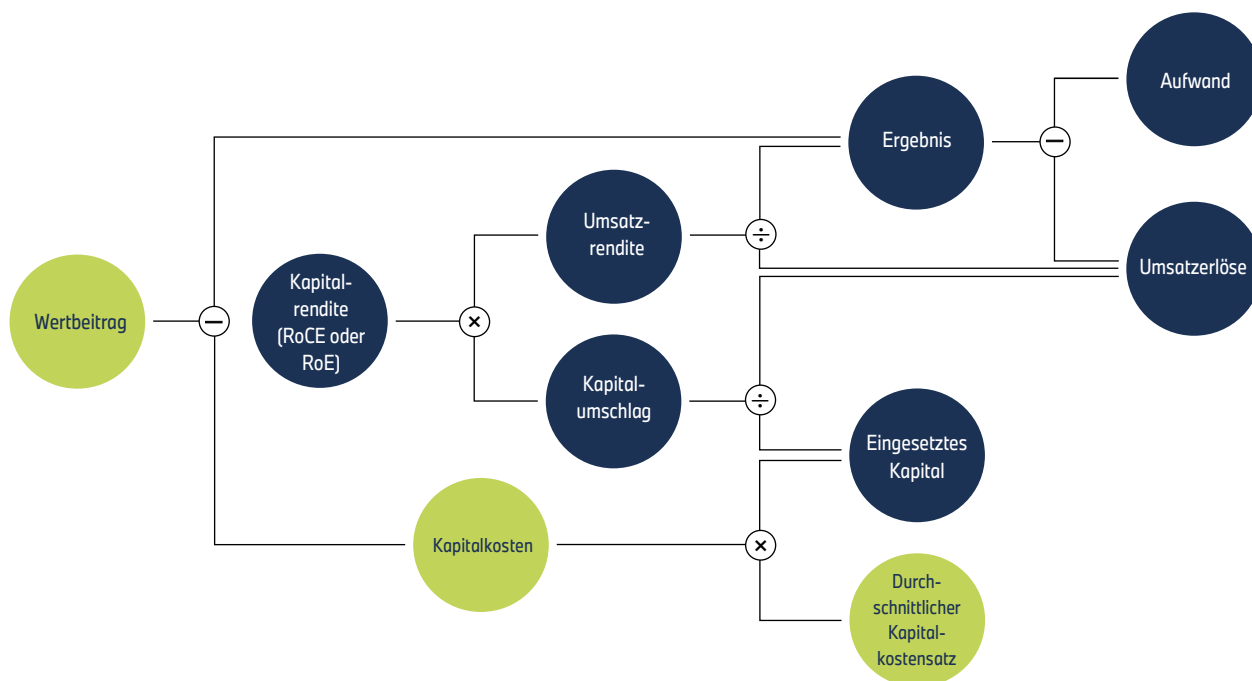 Aufwand
Ergebnis
Umsatz-
rendite
Umsatzerlöse
Kapital-
rendite
(RoCE oder
RoE)
Wertbeitrag
Kapital-
umschlag
Eingesetztes
Kapital
Kapitalkosten
Durch-
schnittlicher
Kapital-
kostensatz